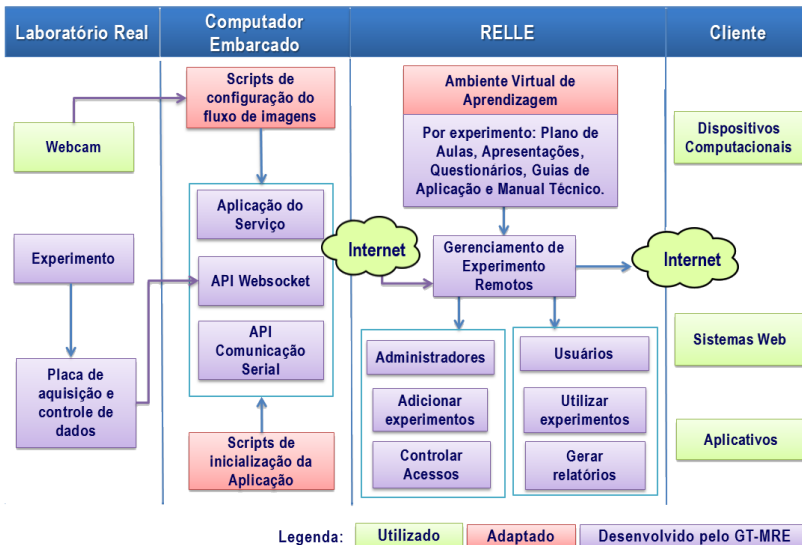 Laboratório Real
Computador
Embarcado
RELLE
Cliente
Webcam
Experimento
Placa de
aquisição e
controle de
dados
Scripts de
configuração do
fluxo de imagens
Aplicação do
Serviço
API Websocket
API
Comunicação
Serial
Scripts de
inicialização da
Aplicação
Internet
Ambiente Virtual de
Aprendizagem
Por experimento: Plano de
Aulas, Apresentações,
Questionários, Guias de
Aplicação e Manual Técnico.
Gerenciamento de
Experimento
Remotos
Administradores
Adicionar
experimentos
Controlar
Acessos
Usuários
Utilizar
experimentos
Gerar
relatórios
Internet
Dispositivos
Computacionais
Sistemas Web
Aplicativos
Legenda:
Utilizado
Adaptado
Desenvolvido pelo GT-MRE